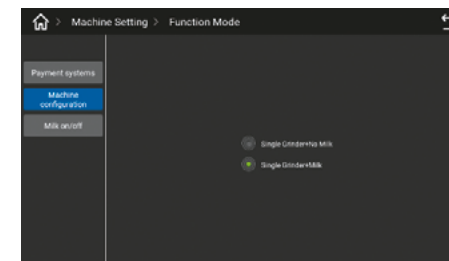 > Machine Setting > Function Mode
Payment systems
Machine
configuration
Milk on/off
Single Grinder+No Milk
Single Grinder+Milk